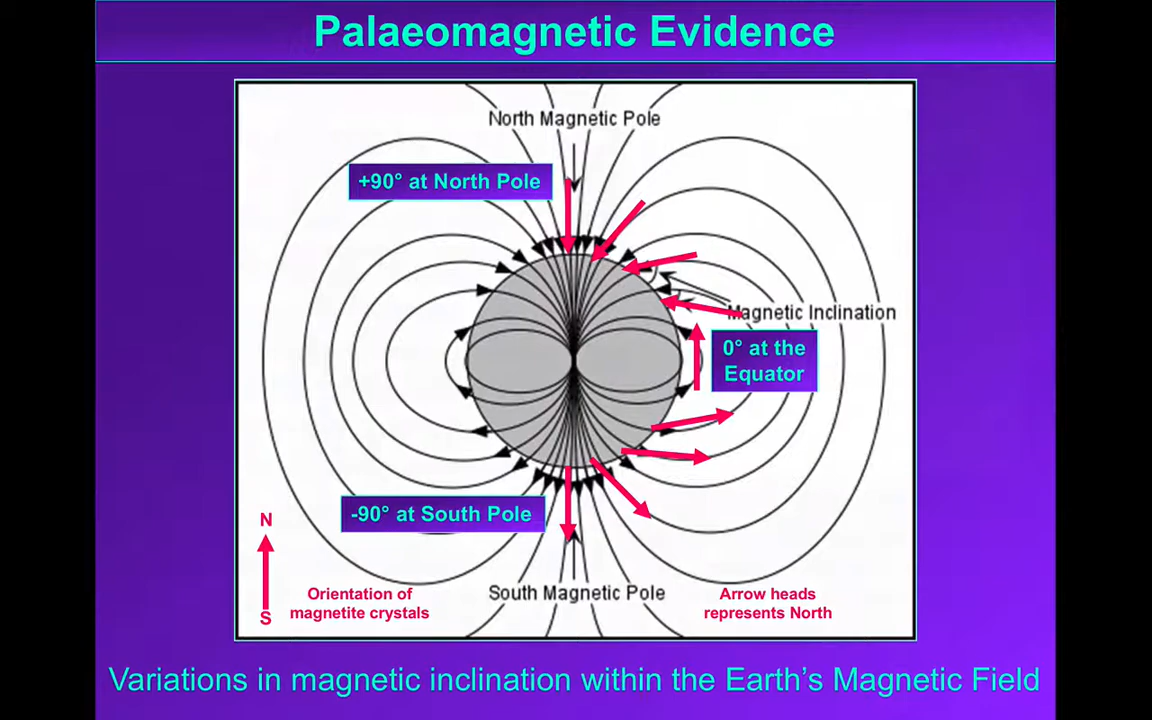 Palaeomagnetic Evidence
North Magnetic Pole
+90° at North Pole
Magnetic Inclination
0° at the
Equator
-90° at South Pole
N
S
Orientation of
magnetite crystals
South Magnetic Pole
Arrow heads
represents North
Variations in magnetic inclination within the Earth's Magnetic Field